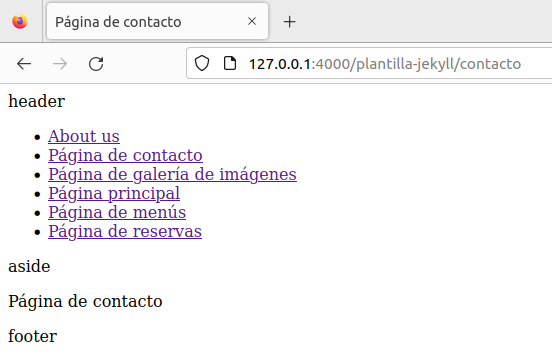 Página de contacto
127.0.0.1:4000/plantilla-jekyll/contacto
header
About us
Página de contacto
Página de galería de imágenes
Página principal
Página de menús
Página de reservas
aside
Página de contacto
footer